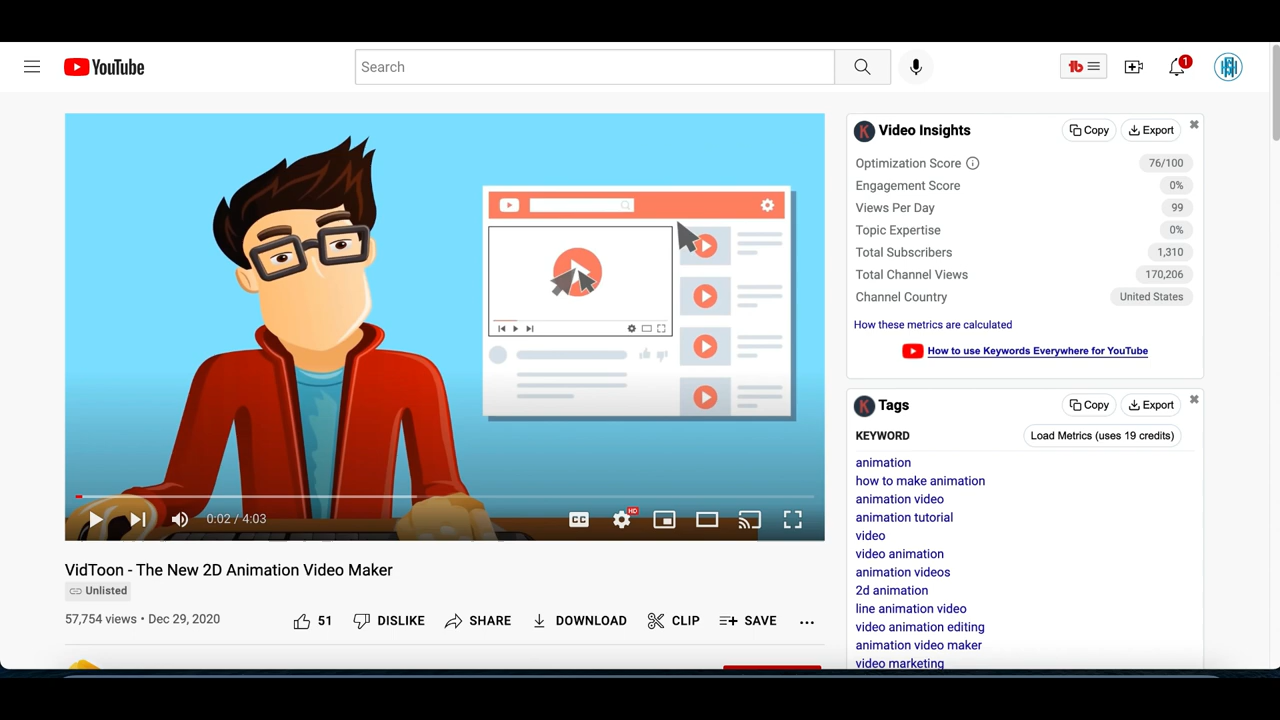 YouTube
Search
1
HD
0:02 / 4:03
CC
VidToon - The New 2D Animation Video Maker
Unlisted
57,754 views • Dec 29, 2020
51 DISLIKE SHARE DOWNLOAD CLIP SAVE ...
K Video Insights Copy Export
Optimization Score 76/100
Engagement Score 0%
Views Per Day 99
Topic Expertise 0%
Total Subscribers 1,310
Total Channel Views 170,206
Channel Country United States
How these metrics are calculated
How to use Keywords Everywhere for YouTube
K Tags Copy Export
KEYWORD Load Metrics (uses 19 credits)
animation
how to make animation
animation video
animation tutorial
video
video animation
animation videos
2d animation
line animation video
video animation editing
animation video maker
video marketing